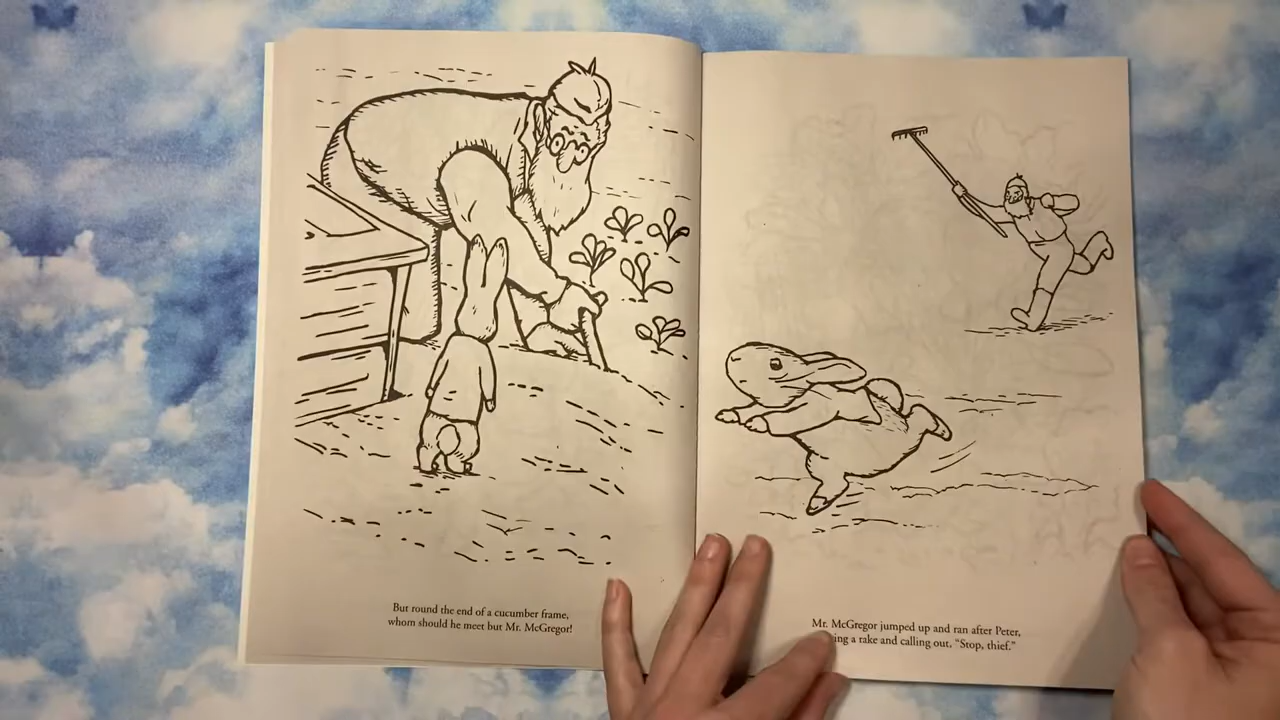 But round the end of a cucumber frame,
whom should he meet but Mr. McGregor!
Mr. McGregor jumped up and ran after Peter,
ing a rake and calling out, "Stop, thief."